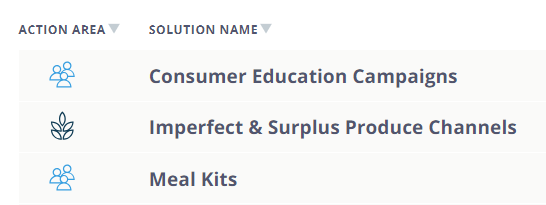 ACTION AREA SOLUTION NAME
Consumer Education Campaigns
Imperfect & Surplus Produce Channels
Meal Kits